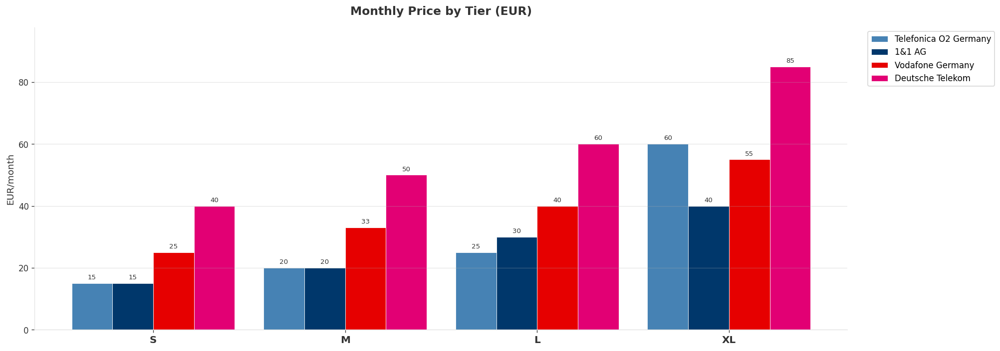 Monthly Price by Tier (EUR)
Telefonica O2 Germany
1&1 AG
Vodafone Germany
Deutsche Telekom
EUR/month
80
60
40
20
0
15
15
25
40
20
20
33
50
25
30
40
60
60
40
55
85
S
M
L
XL